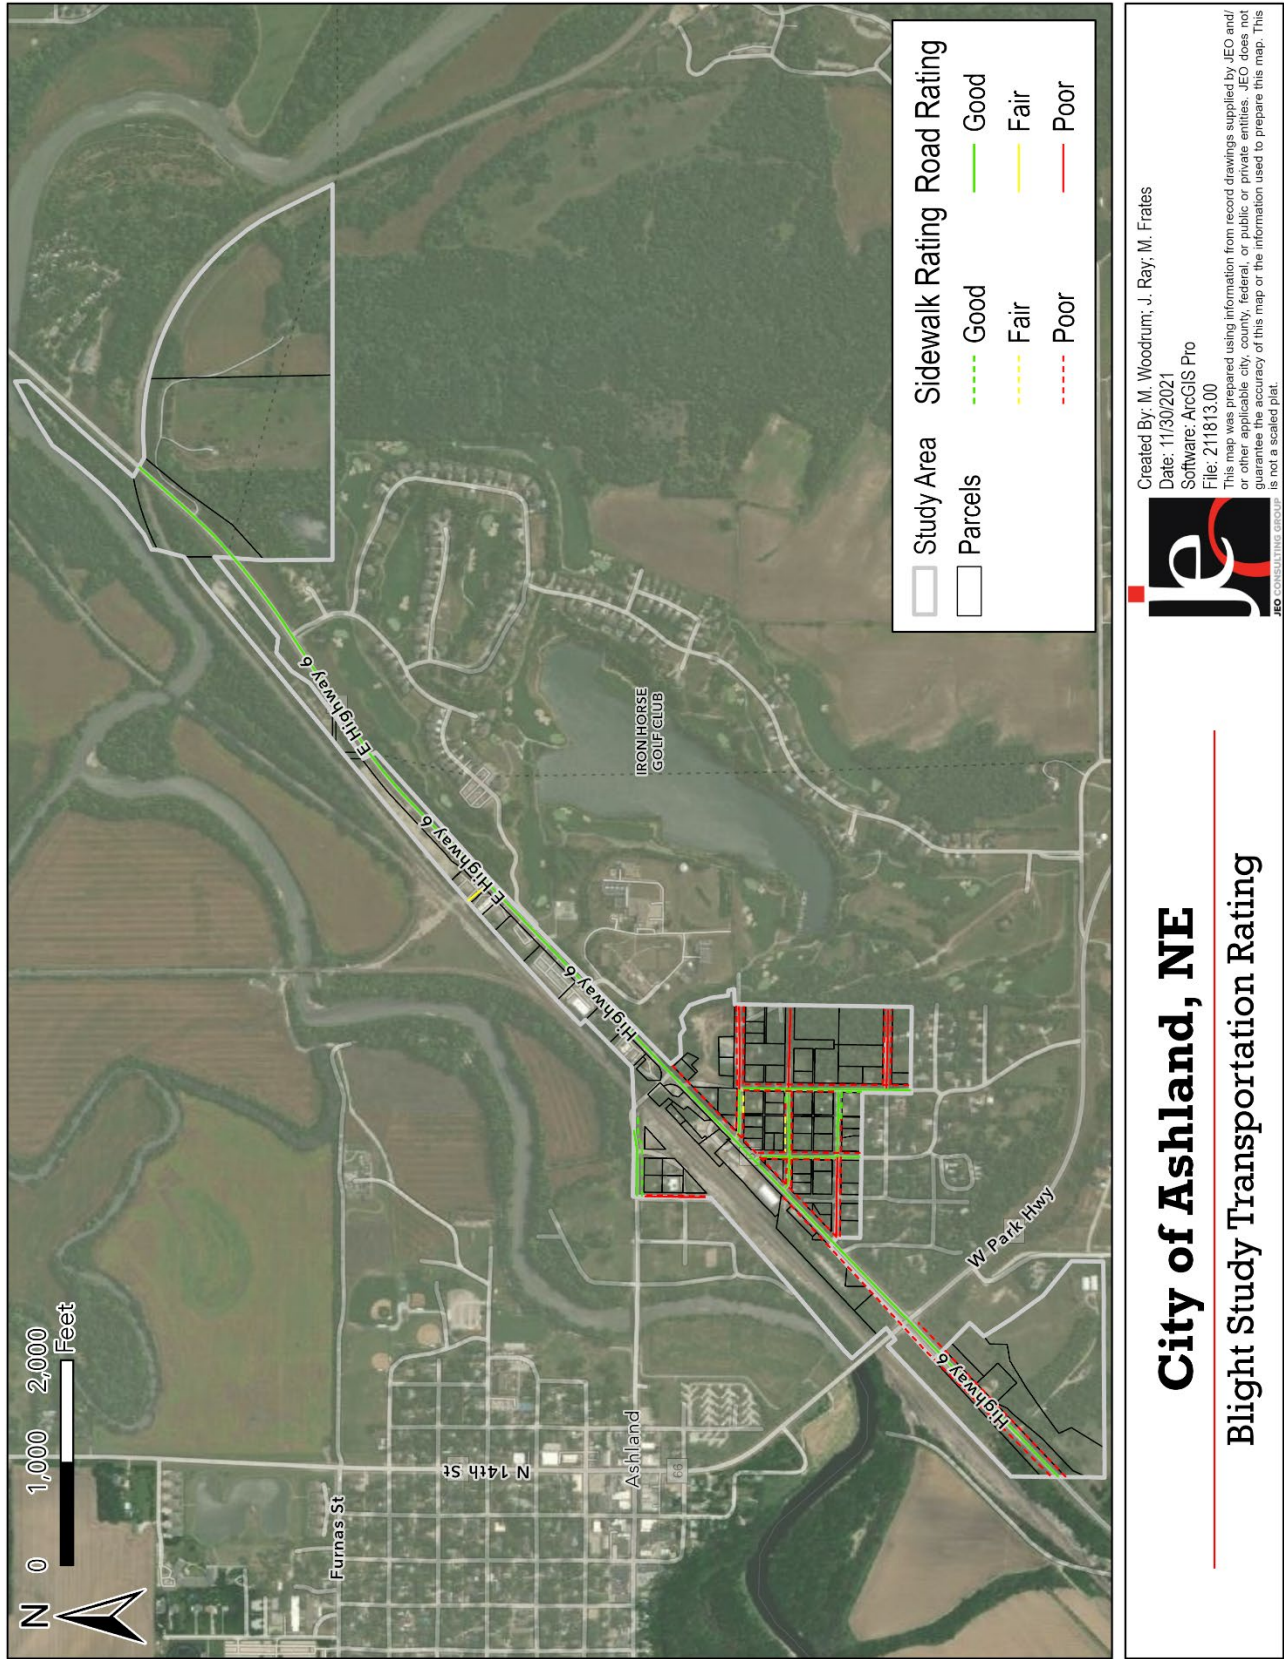 N
0 1,000 2,000
Feet
Furnas St
N 14th St
Ashland
66
E Highway 6
E Highway 6
Highway 6
IRON HORSE
GOLF CLUB
W Park Hwy
Highway 6
Study Area
Parcels
Sidewalk Rating
Good
Fair
Poor
Road Rating
Good
Fair
Poor
City of Ashland, NE
Blight Study Transportation Rating
jeo
JEO CONSULTING GROUP
Created By: M. Woodrum; J. Ray; M. Frates
Date: 11/30/2021
Software: ArcGIS Pro
File: 211813.00
This map was prepared using information from record drawings supplied by JEO and/
or other applicable city, county, federal, or public or private entities. JEO does not
guarantee the accuracy of this map or the information used to prepare this map. This
is not a scaled plat.